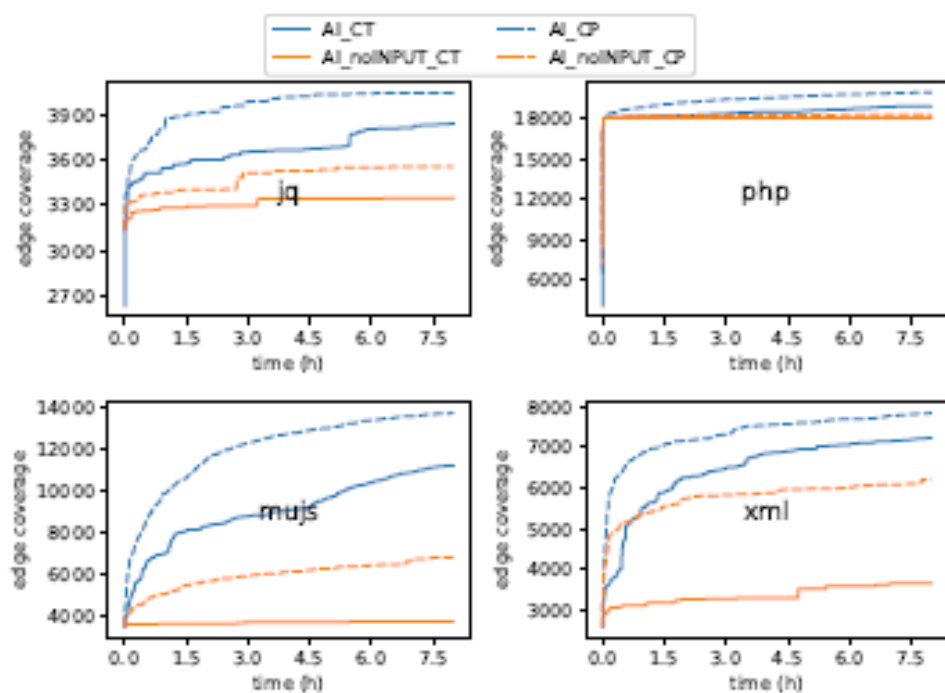 AI_CT AI_CP
AI_noINPUT_CT AI_noINPUT_CP
edge coverage
3900
3600
3300
3000
2700
jq
0.0 1.5 3.0 4.5 6.0 7.5
time (h)
edge coverage
18000
15000
12000
9000
6000
php
0.0 1.5 3.0 4.5 6.0 7.5
time (h)
edge coverage
14000
12000
10000
8000
6000
4000
mujs
0.0 1.5 3.0 4.5 6.0 7.5
time (h)
edge coverage
8000
7000
6000
5000
4000
3000
xml
0.0 1.5 3.0 4.5 6.0 7.5
time (h)